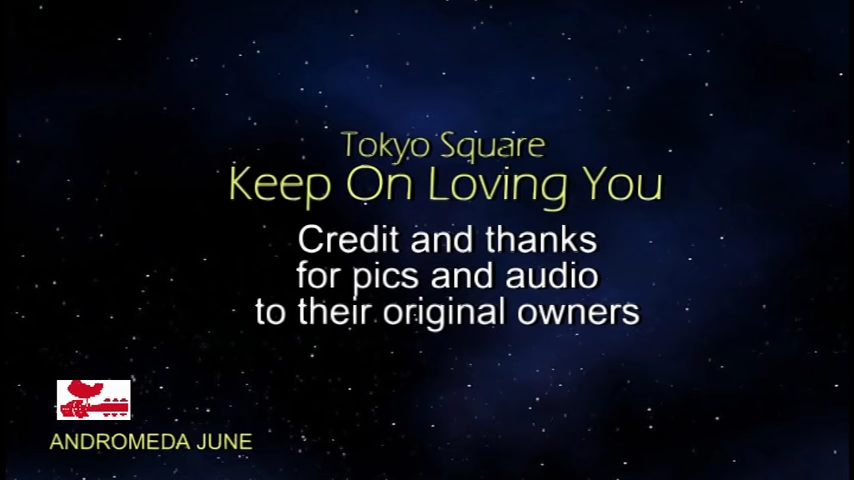 Tokyo Square
Keep On Loving You
Credit and thanks
for pics and audio
to their original owners
ANDROMEDA JUNE